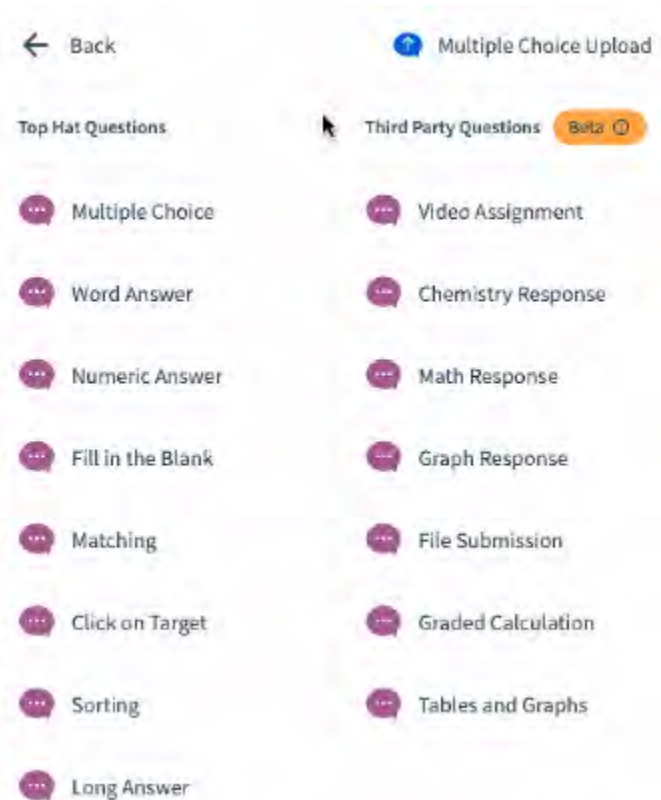 Back
Multiple Choice Upload
Top Hat Questions
Third Party Questions Beta
Multiple Choice
Video Assignment
Word Answer
Chemistry Response
Numeric Answer
Math Response
Fill in the Blank
Graph Response
Matching
File Submission
Click on Target
Graded Calculation
Sorting
Tables and Graphs
Long Answer